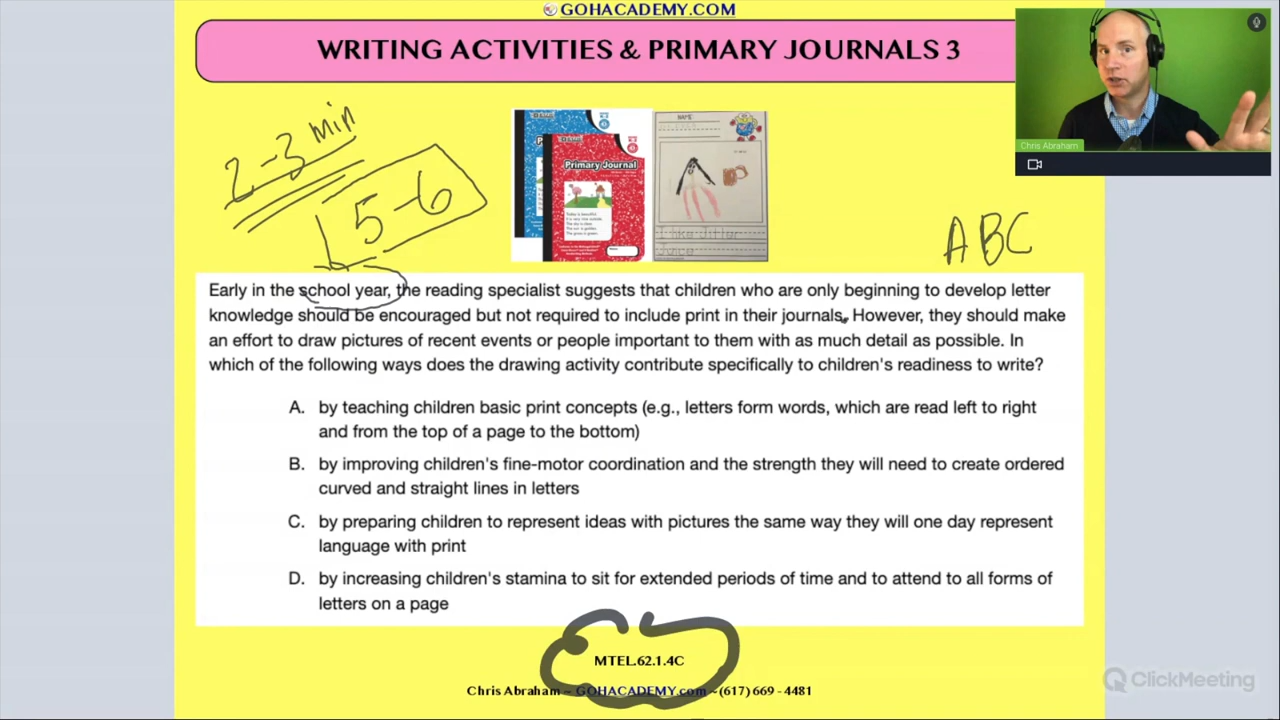 GOHACADEMY.COM
WRITING ACTIVITIES & PRIMARY JOURNALS 3
Chris Abraham
2-3 min
5-6
Primary Journal
NAME
I like Jitter
Juice
ABC
Early in the school year, the reading specialist suggests that children who are only beginning to develop letter
knowledge should be encouraged but not required to include print in their journals. However, they should make
an effort to draw pictures of recent events or people important to them with as much detail as possible. In
which of the following ways does the drawing activity contribute specifically to children's readiness to write?
A. by teaching children basic print concepts (e.g., letters form words, which are read left to right
and from the top of a page to the bottom)
B. by improving children's fine-motor coordination and the strength they will need to create ordered
curved and straight lines in letters
C. by preparing children to represent ideas with pictures the same way they will one day represent
language with print
D. by increasing children's stamina to sit for extended periods of time and to attend to all forms of
letters on a page
MTEL.62.1.4C
Chris Abraham ~ GOHACADEMY.com ~(617) 669 - 4481
ClickMeeting